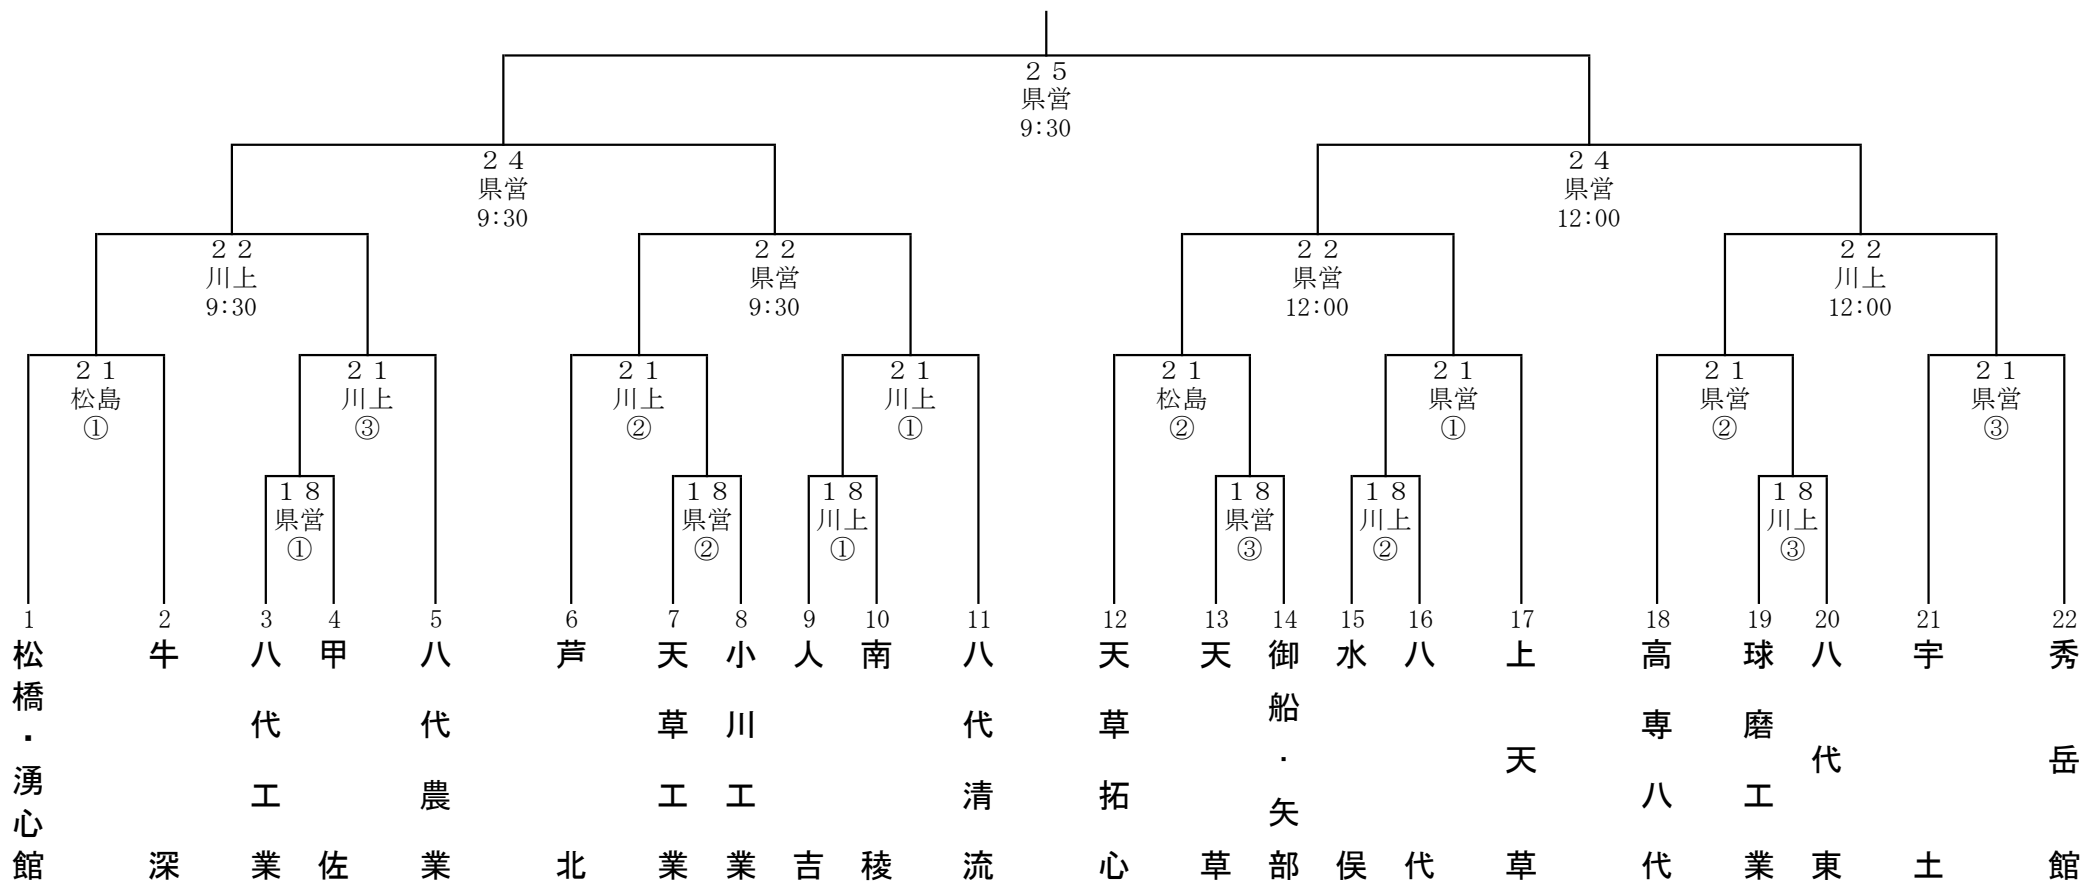 ２５
県営
9:30
２４
県営
9:30
２４
県営
12:00
２２
川上
9:30
２２
県営
9:30
２２
県営
12:00
２２
川上
12:00
２１
松島
①
２１
川上
③
２１
川上
②
２１
川上
①
２１
松島
②
２１
県営
①
２１
県営
②
２１
県営
③
１８
県営
①
１８
県営
②
１８
川上
①
１８
県営
③
１８
川上
②
１８
川上
③
1
松橋・湧心館
2
牛深
3
八代工業
4
甲佐
5
八代農業
6
芦北
7
天草工業
8
小川工業
9
人吉
10
南稜
11
八代清流
12
天草拓心
13
天草
14
御船・矢部
15
水俣
16
八代
17
上天草
18
高専八代
19
球磨工業
20
八代東
21
宇土
22
秀岳館